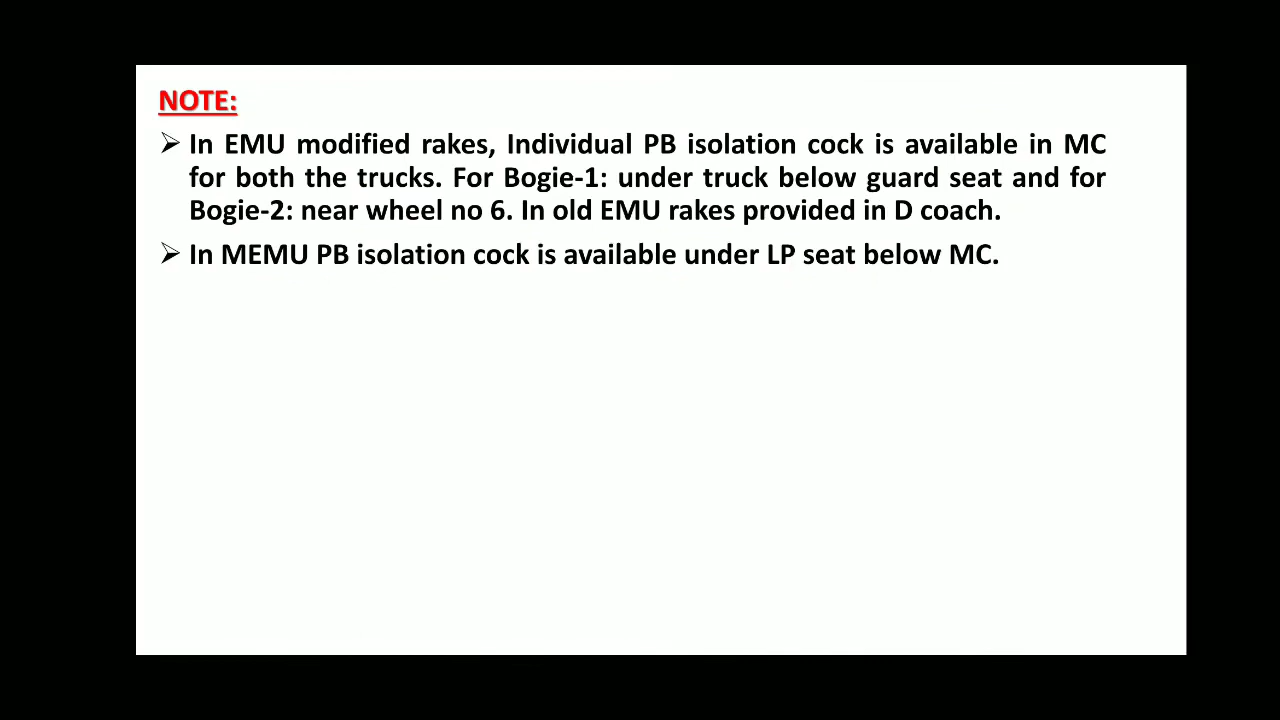 NOTE:
➢ In EMU modified rakes, Individual PB isolation cock is available in MC
for both the trucks. For Bogie-1: under truck below guard seat and for
Bogie-2: near wheel no 6. In old EMU rakes provided in D coach.
➢ In MEMU PB isolation cock is available under LP seat below MC.